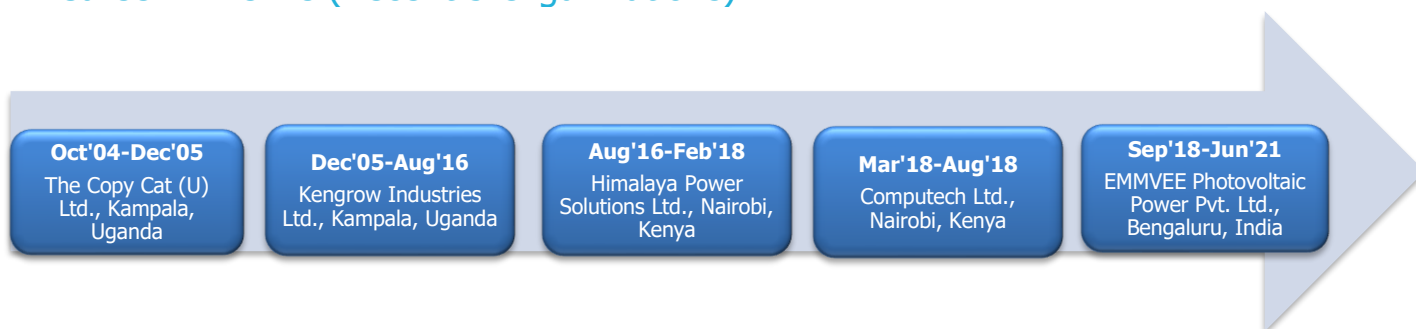 Oct'04-Dec'05
The Copy Cat (U)
Ltd., Kampala,
Uganda
Dec'05-Aug'16
Kengrow Industries
Ltd., Kampala, Uganda
Aug'16-Feb'18
Himalaya Power
Solutions Ltd., Nairobi,
Kenya
Mar'18-Aug'18
Computech Ltd.,
Nairobi, Kenya
Sep'18-Jun'21
EMMVEE Photovoltaic
Power Pvt. Ltd.,
Bengaluru, India